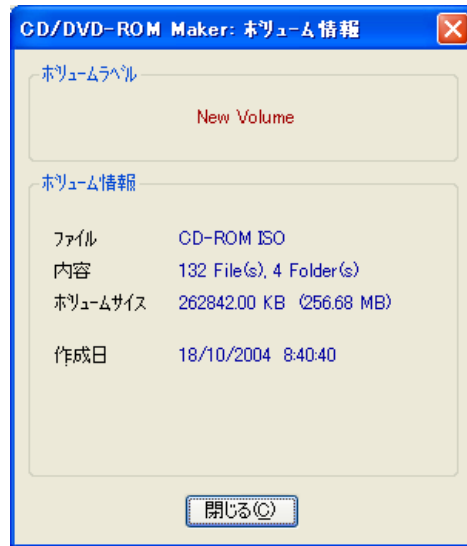 CD/DVD-ROM Maker: ボリューム情報
ボリュームラベル
New Volume
ボリューム情報
ファイル CD-ROM ISO
内容 132 File(s), 4 Folder(s)
ボリュームサイズ 262842.00 KB (256.68 MB)
作成日 18/10/2004 8:40:40
閉じる(C)